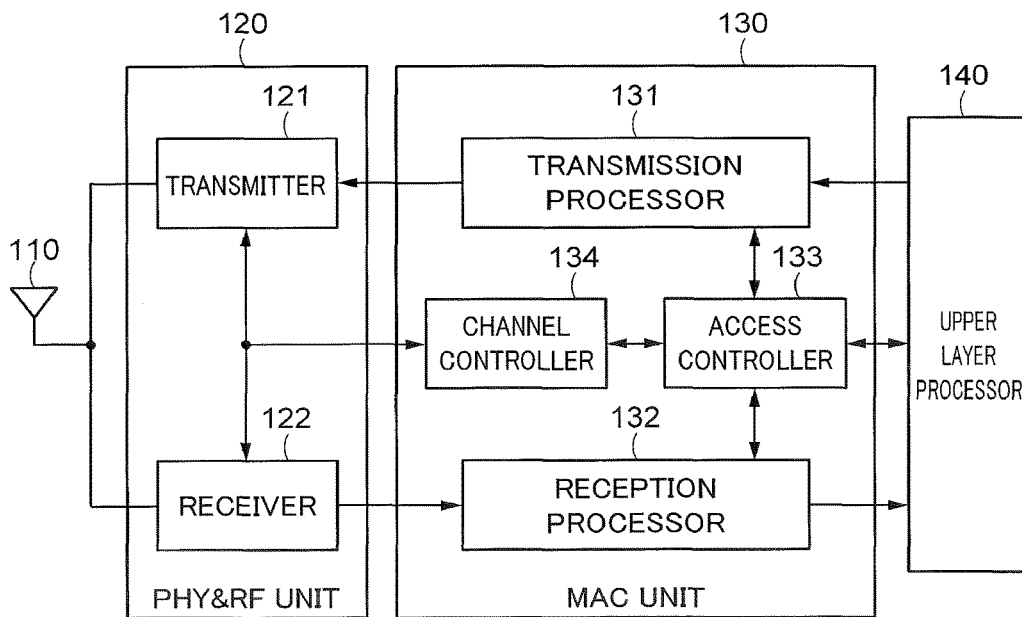 120
130
140
121
131
TRANSMITTER
TRANSMISSION
PROCESSOR
110
134
133
CHANNEL
CONTROLLER
ACCESS
CONTROLLER
UPPER
LAYER
PROCESSOR
122
132
RECEIVER
RECEPTION
PROCESSOR
PHY&RF UNIT
MAC UNIT